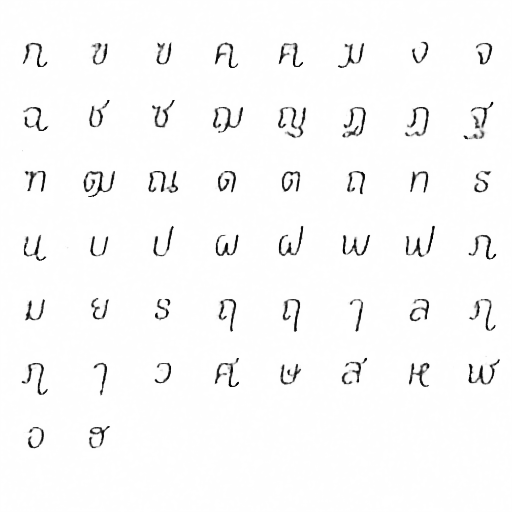 ก ข ฃ ค ฅ ฆ ง จ
ฉ ช ซ ฌ ญ ฎ ฏ ฐ
ฑ ฒ ณ ด ต ถ ท ธ
น บ ป ผ ฝ พ ฟ ภ
ม ย ร ฤ ฤ ๅ ล ฦ
ฦ ๅ ว ศ ษ ส ห ฬ
อ ฮ